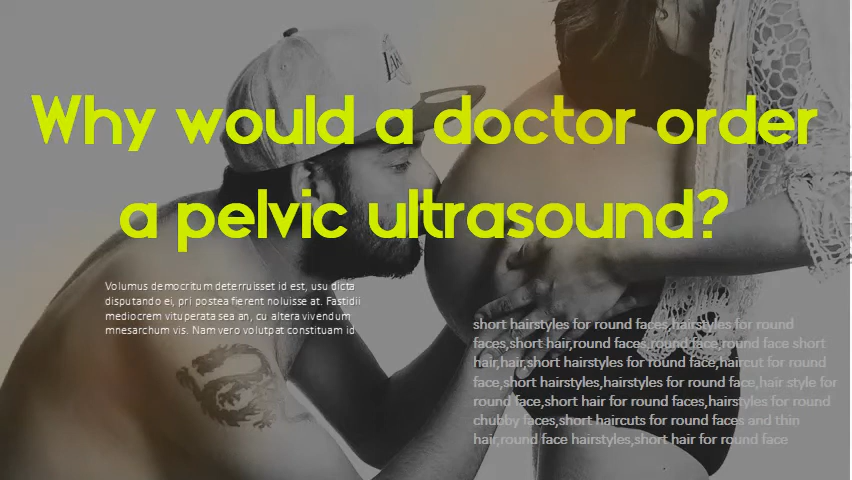 Why would a doctor order
a pelvic ultrasound?
Volumus democritum deterruisset id est, usu dicta
disputando ei, pri postea fierent noluisse at. Fastidii
mediocrem vituperata sea an, cu altera vivendum
mnesarchum vis. Nam vero volutpat constituam id
short hairstyles for round faces,hairstyles for round
faces,short hair,round faces,round face,round face short
hair,hair,short hairstyles for round face,haircut for round
face,short hairstyles,hairstyles for round face,hair style for
round face,short hair for round faces,hairstyles for round
chubby faces,short haircuts for round faces and thin
hair,round face hairstyles,short hair for round face